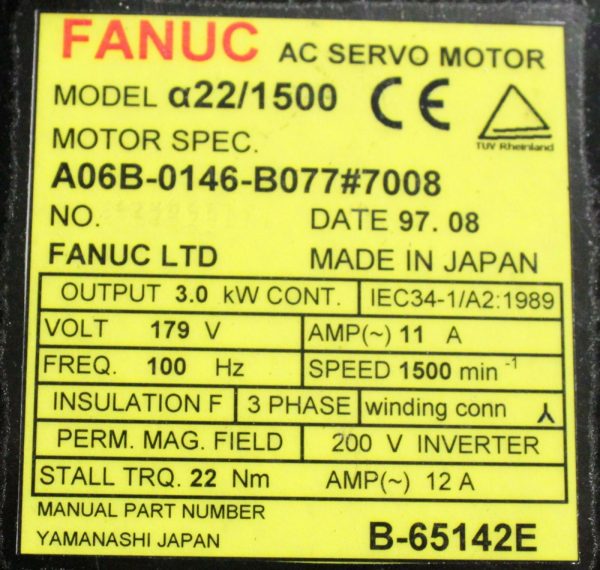 FANUC AC SERVO MOTOR
MODEL α22/1500 CE
TUV Rheinland
MOTOR SPEC.
A06B-0146-B077#7008
NO. DATE 97. 08
FANUC LTD MADE IN JAPAN
OUTPUT 3.0 kW CONT. IEC34-1/A2:1989
VOLT 179 V AMP(~) 11 A
FREQ. 100 Hz SPEED 1500 min -1
INSULATION F 3 PHASE winding conn
PERM. MAG. FIELD 200 V INVERTER
STALL TRQ. 22 Nm AMP(~) 12 A
MANUAL PART NUMBER
YAMANASHI JAPAN B-65142E